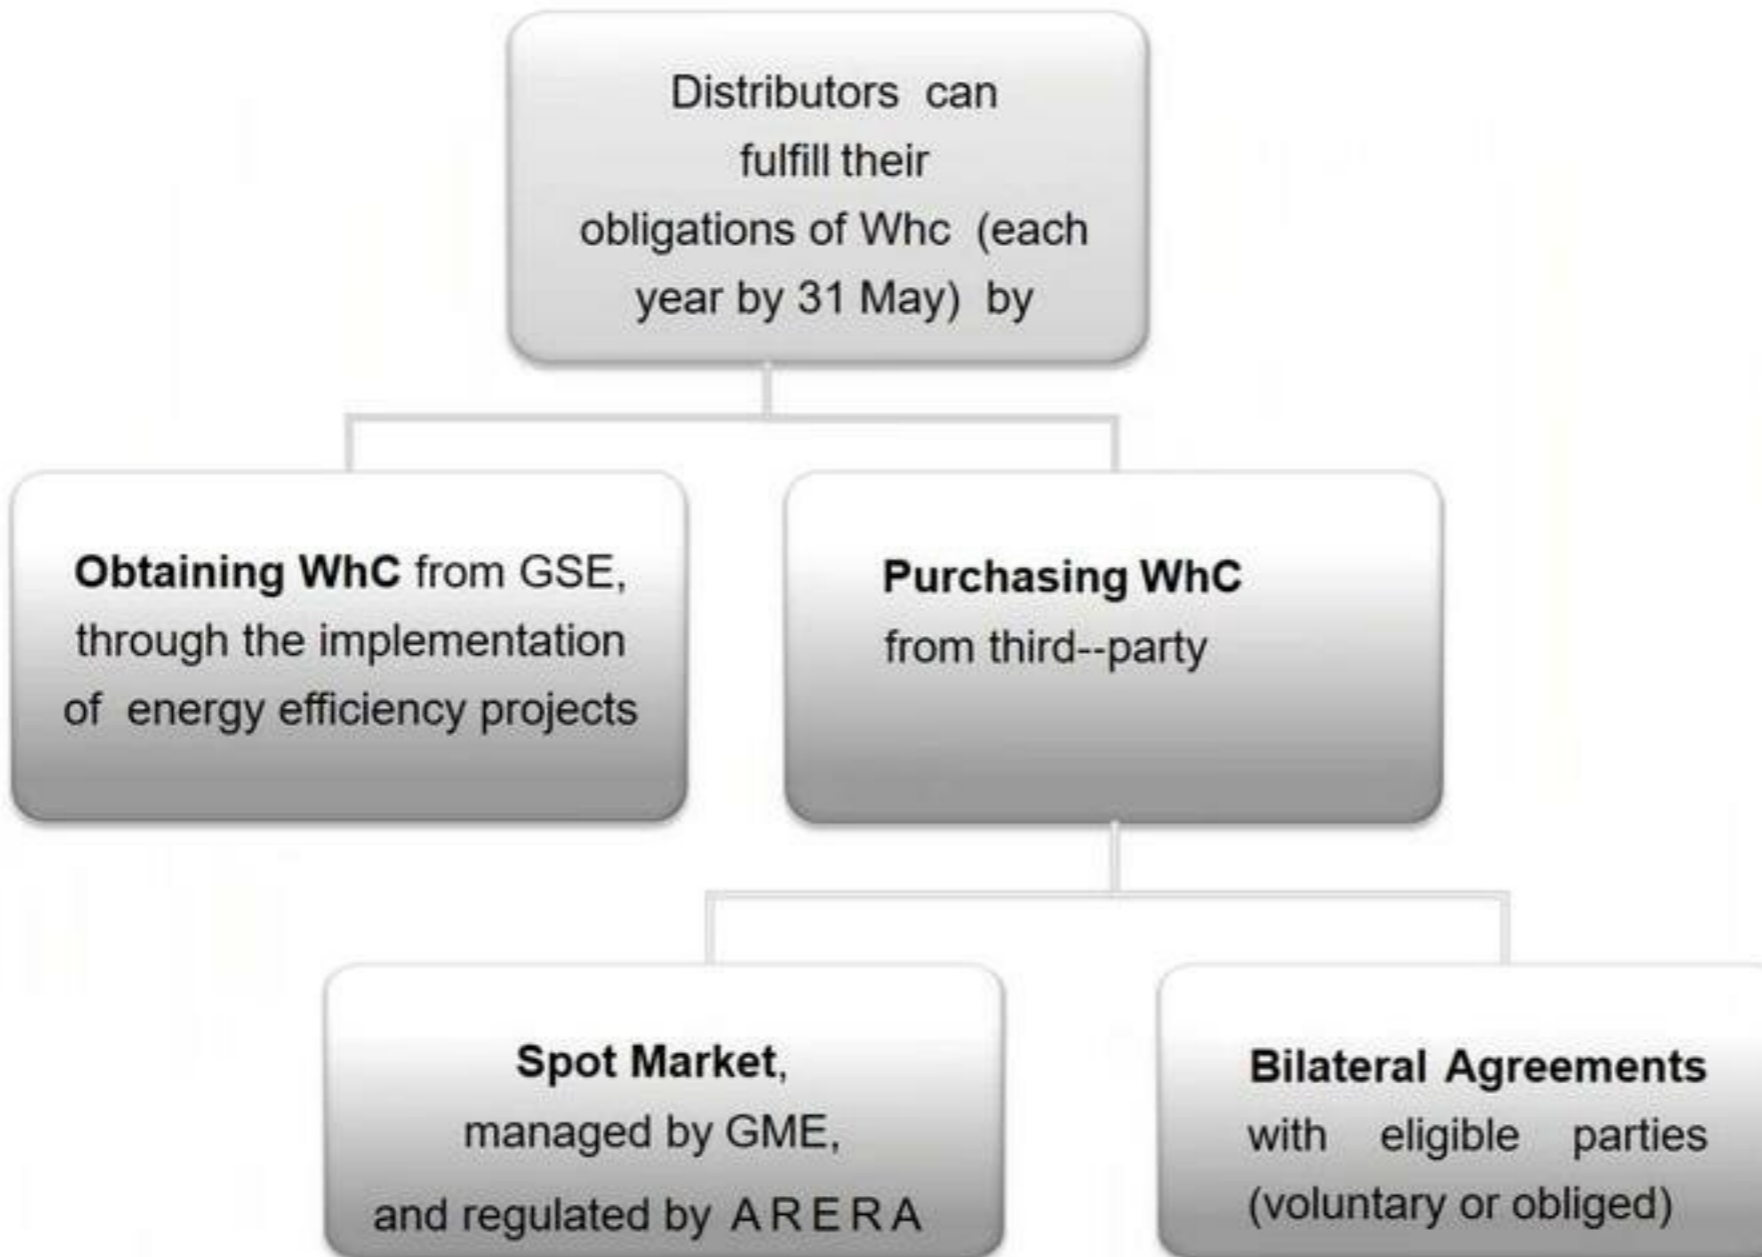 Distributors can
fulfill their
obligations of Whc (each
year by 31 May) by
Obtaining WhC from GSE,
through the implementation
of energy efficiency projects
Purchasing WhC
from third--party
Spot Market,
managed by GME,
and regulated by ARERA
Bilateral Agreements
with eligible parties
(voluntary or obliged)